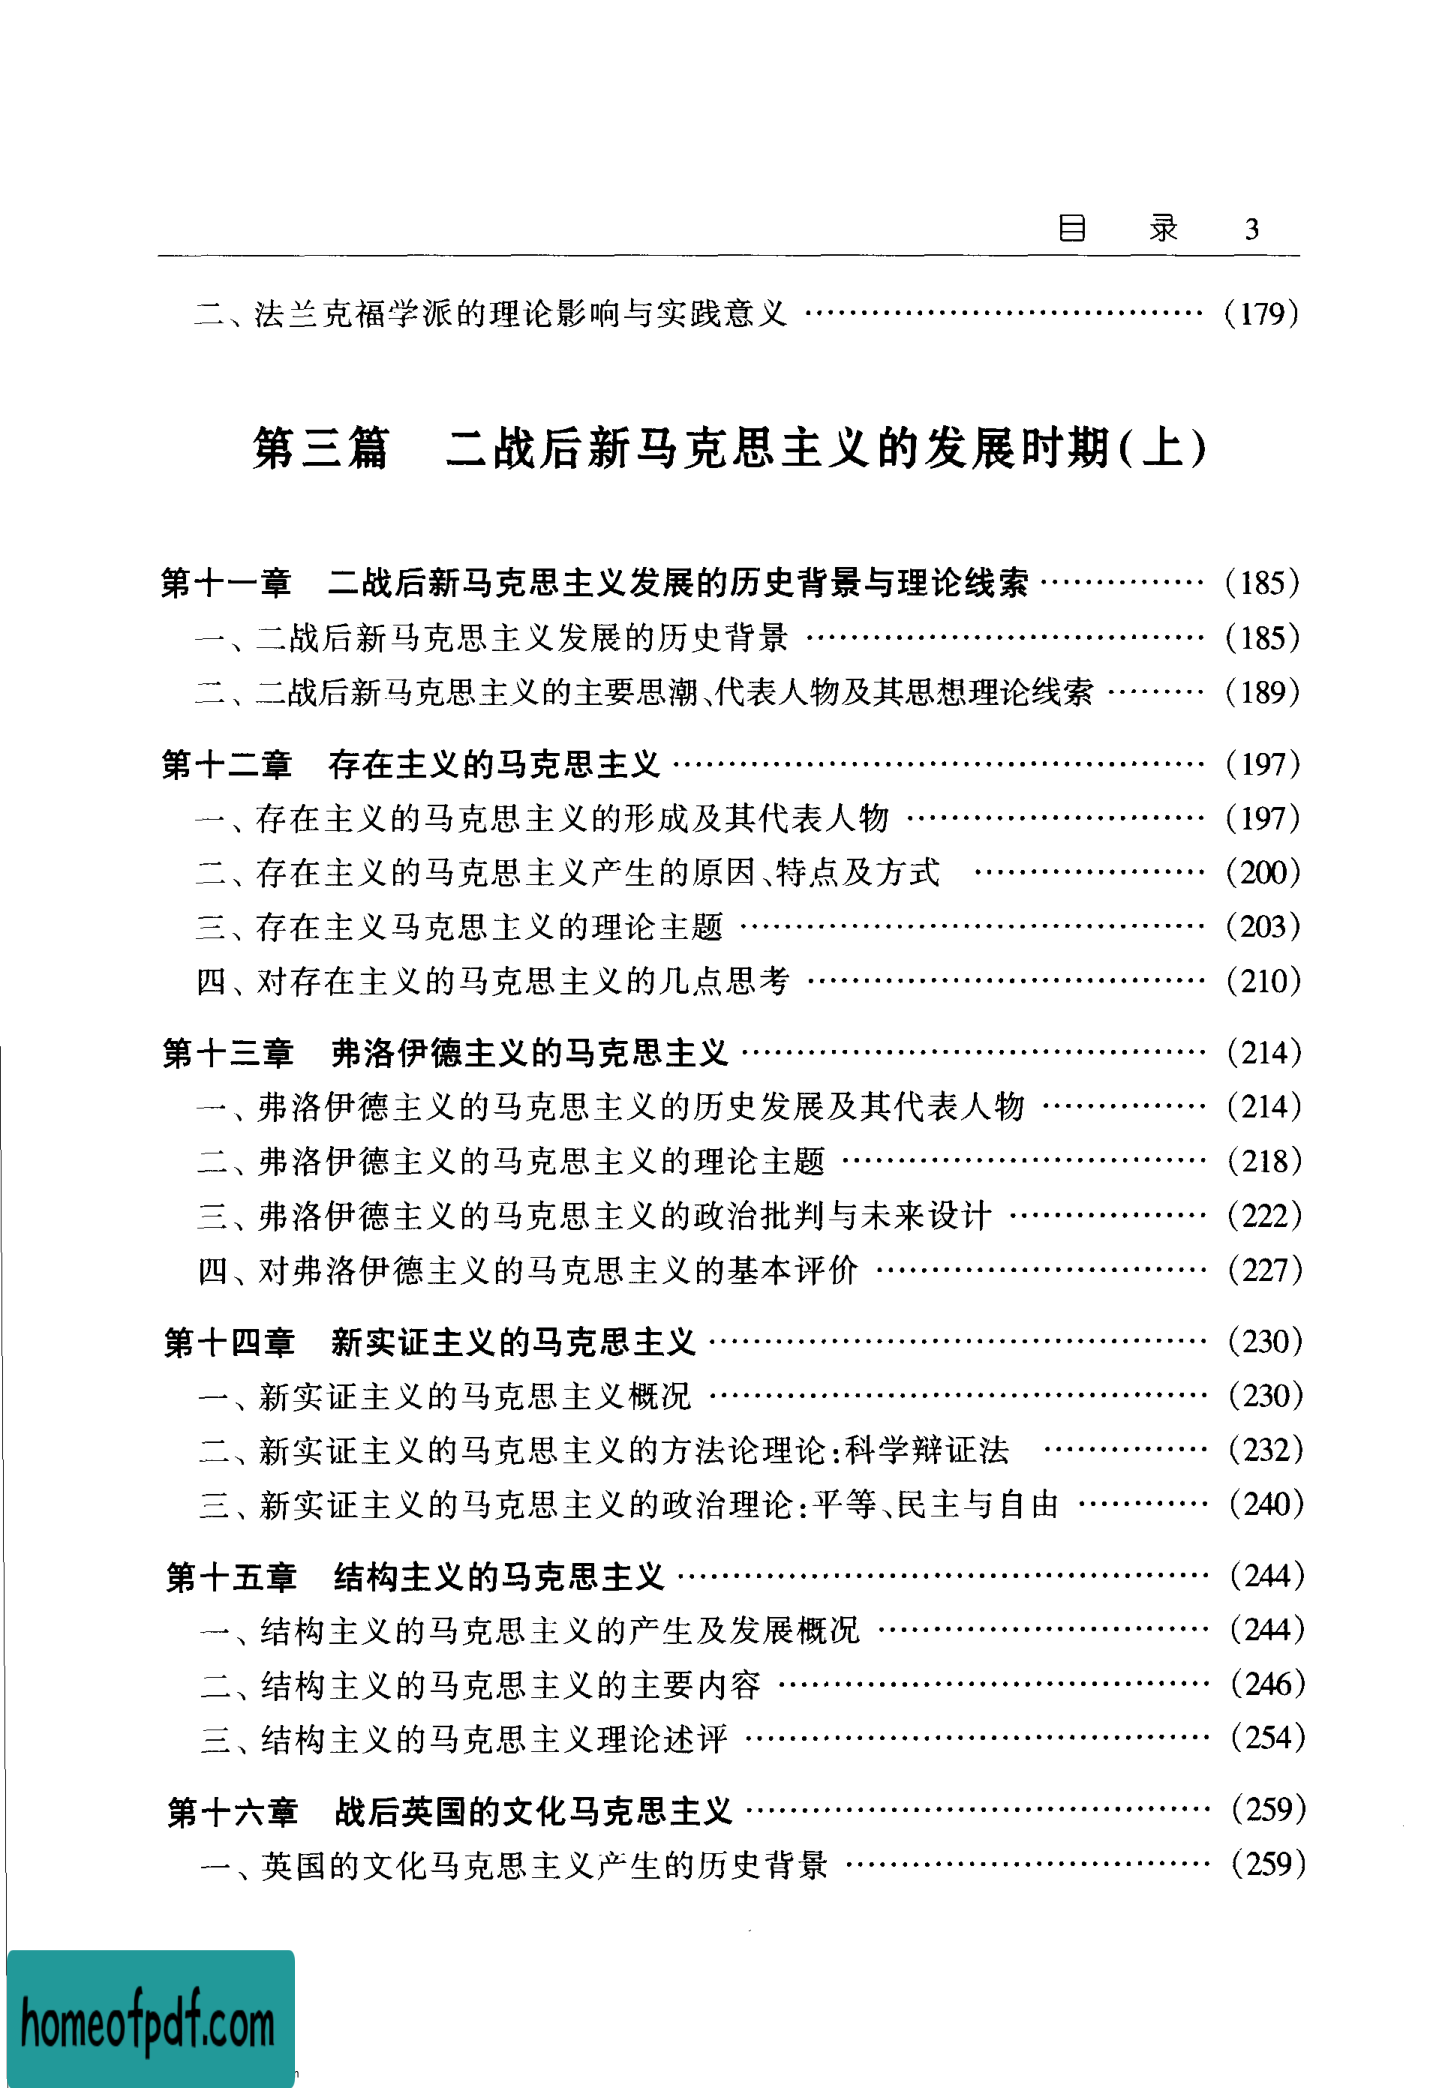 目 录 3
二、法兰克福学派的理论影响与实践意义 ………………………………… (179)
第三篇 二战后新马克思主义的发展时期(上)
第十一章 二战后新马克思主义发展的历史背景与理论线索 …………… (185)
一、二战后新马克思主义发展的历史背景 ………………………………… (185)
二、二战后新马克思主义的主要思潮、代表人物及其思想理论线索 ……… (189)
第十二章 存在主义的马克思主义 …………………………………………… (197)
一、存在主义的马克思主义的形成及其代表人物 ……………………… (197)
二、存在主义的马克思主义产生的原因、特点及方式 ………………… (200)
三、存在主义马克思主义的理论主题 ……………………………………… (203)
四、对存在主义的马克思主义的几点思考 ………………………………… (210)
第十三章 弗洛伊德主义的马克思主义 ……………………………………… (214)
一、弗洛伊德主义的马克思主义的历史发展及其代表人物 …………… (214)
二、弗洛伊德主义的马克思主义的理论主题 ……………………………… (218)
三、弗洛伊德主义的马克思主义的政治批判与未来设计 ……………… (222)
四、对弗洛伊德主义的马克思主义的基本评价 ………………………… (227)
第十四章 新实证主义的马克思主义 ………………………………………… (230)
一、新实证主义的马克思主义概况 ………………………………………… (230)
二、新实证主义的马克思主义的方法论理论:科学辩证法 …………… (232)
三、新实证主义的马克思主义的政治理论:平等、民主与自由 ………… (240)
第十五章 结构主义的马克思主义 …………………………………………… (244)
一、结构主义的马克思主义的产生及发展概况 ………………………… (244)
二、结构主义的马克思主义的主要内容 …………………………………… (246)
三、结构主义的马克思主义理论述评 ……………………………………… (254)
第十六章 战后英国的文化马克思主义 ……………………………………… (259)
一、英国的文化马克思主义产生的历史背景 ……………………………… (259)
homeofpdf.com